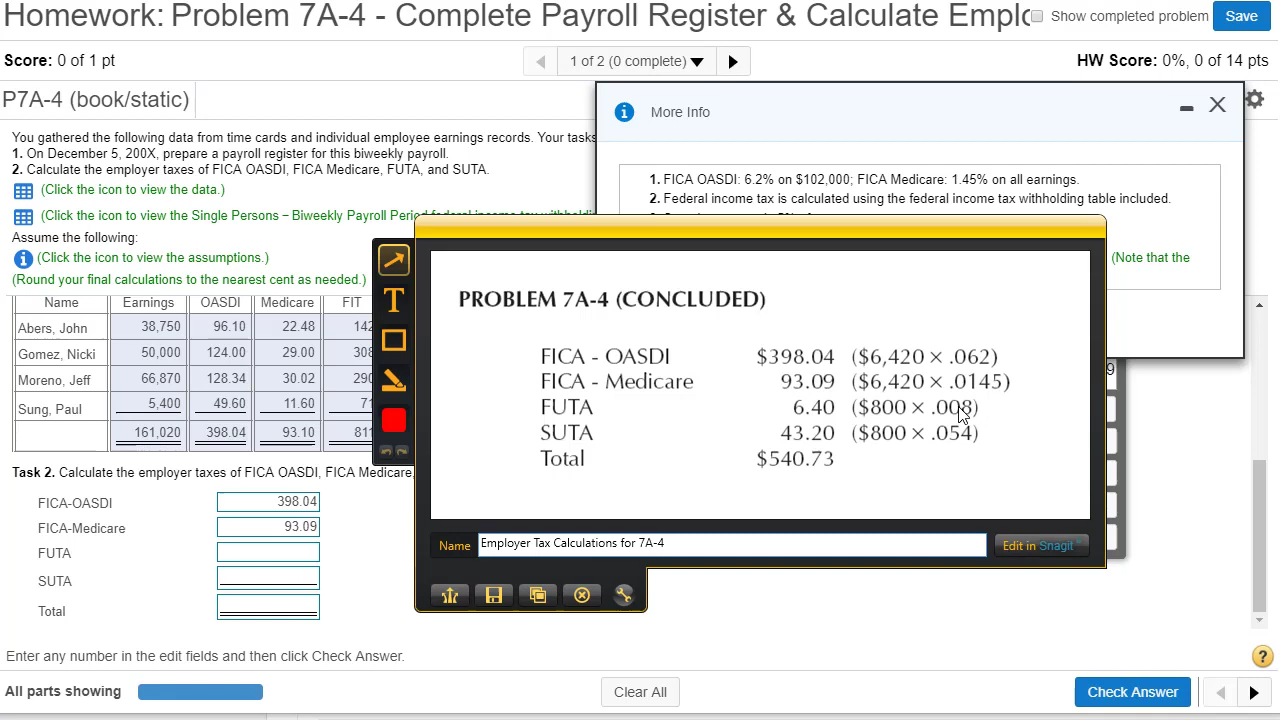 Homework: Problem 7A-4 - Complete Payroll Register & Calculate Emplo
Show completed problem
Save
Score: 0 of 1 pt
1 of 2 (0 complete)
HW Score: 0%, 0 of 14 pts
P7A-4 (book/static)
More Info
You gathered the following data from time cards and individual employee earnings records. Your tasks
1. On December 5, 200X, prepare a payroll register for this biweekly payroll.
2. Calculate the employer taxes of FICA OASDI, FICA Medicare, FUTA, and SUTA.
(Click the icon to view the data.)
(Click the icon to view the Single Persons – Biweekly Payroll Period federal income tax withholdi
Assume the following:
(Click the icon to view the assumptions.)
(Round your final calculations to the nearest cent as needed.)
1. FICA OASDI: 6.2% on $102,000; FICA Medicare: 1.45% on all earnings.
2. Federal income tax is calculated using the federal income tax withholding table included.
(Note that the
Name Earnings OASDI Medicare FIT
Abers, John 38,750 96.10 22.48 142
Gomez, Nicki 50,000 124.00 29.00 308
Moreno, Jeff 66,870 128.34 30.02 290
Sung, Paul 5,400 49.60 11.60 71
161,020 398.04 93.10 811
9
Task 2. Calculate the employer taxes of FICA OASDI, FICA Medicare,
FICA-OASDI 398.04
FICA-Medicare 93.09
FUTA
SUTA
Total
T
PROBLEM 7A-4 (CONCLUDED)
FICA - OASDI $398.04 ($6,420 × .062)
FICA - Medicare 93.09 ($6,420 × .0145)
FUTA 6.40 ($800 × .008)
SUTA 43.20 ($800 × .054)
Total $540.73
Name Employer Tax Calculations for 7A-4
Edit in Snagit
Enter any number in the edit fields and then click Check Answer.
?
All parts showing
Clear All
Check Answer